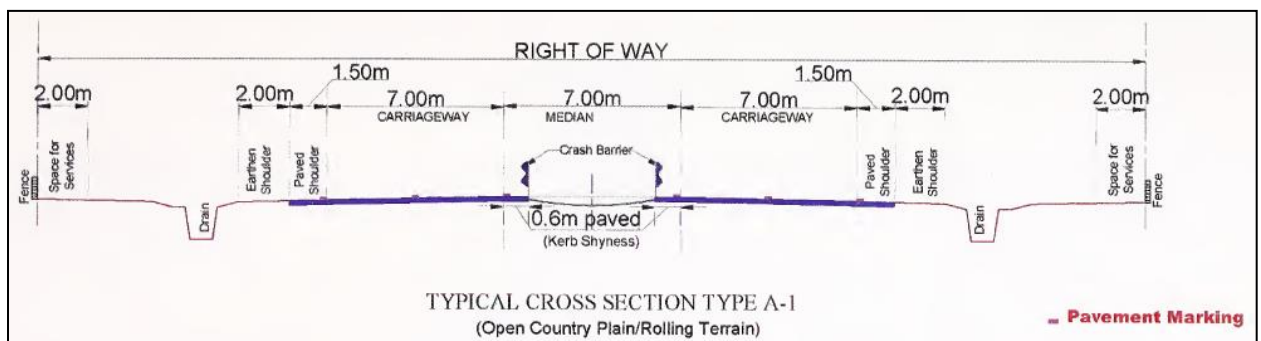 RIGHT OF WAY
1.50m 1.50m
2.00m 2.00m 7.00m 7.00m 7.00m 2.00m 2.00m
CARRIAGEWAY MEDIAN CARRIAGEWAY
Crash Barrier
Fence
Space for Services
Drain
Earthen Shoulder
Paved Shoulder
Paved Shoulder
Earthen Shoulder
Drain
Space for Services
Fence
0.6m paved
(Kerb Shyness)
TYPICAL CROSS SECTION TYPE A-1
(Open Country Plain/Rolling Terrain)
Pavement Marking